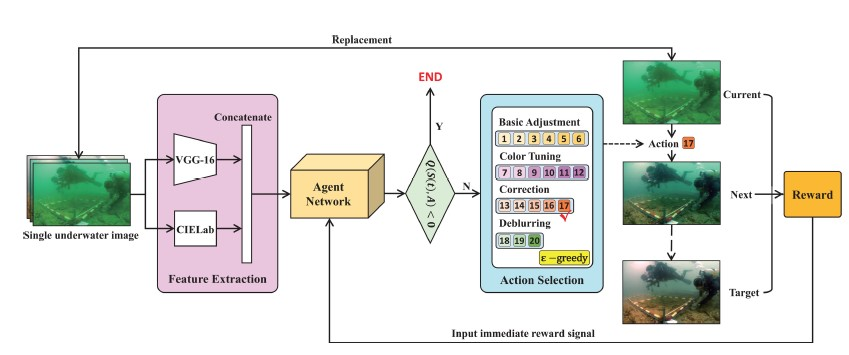 Replacement
END
Y
Concatenate
VGG-16
CIELab
Single underwater image
Feature Extraction
Agent
Network
Q(S(t),A) < 0
N
Basic Adjustment
1 2 3 4 5 6
Color Tuning
7 8 9 10 11 12
Correction
13 14 15 16 17
Deblurring
18 19 20
ε −greedy
Action Selection
Current
Action 17
Next
Target
Reward
Input immediate reward signal